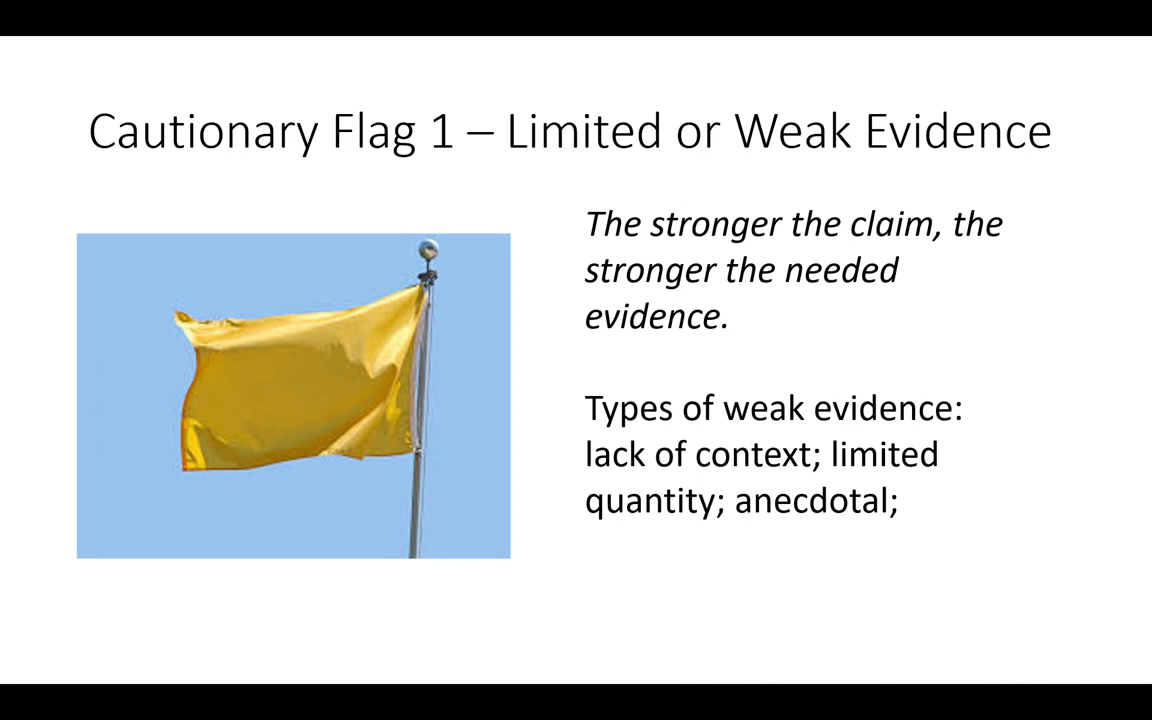 Cautionary Flag 1 – Limited or Weak Evidence
The stronger the claim, the
stronger the needed
evidence.
Types of weak evidence:
lack of context; limited
quantity; anecdotal;